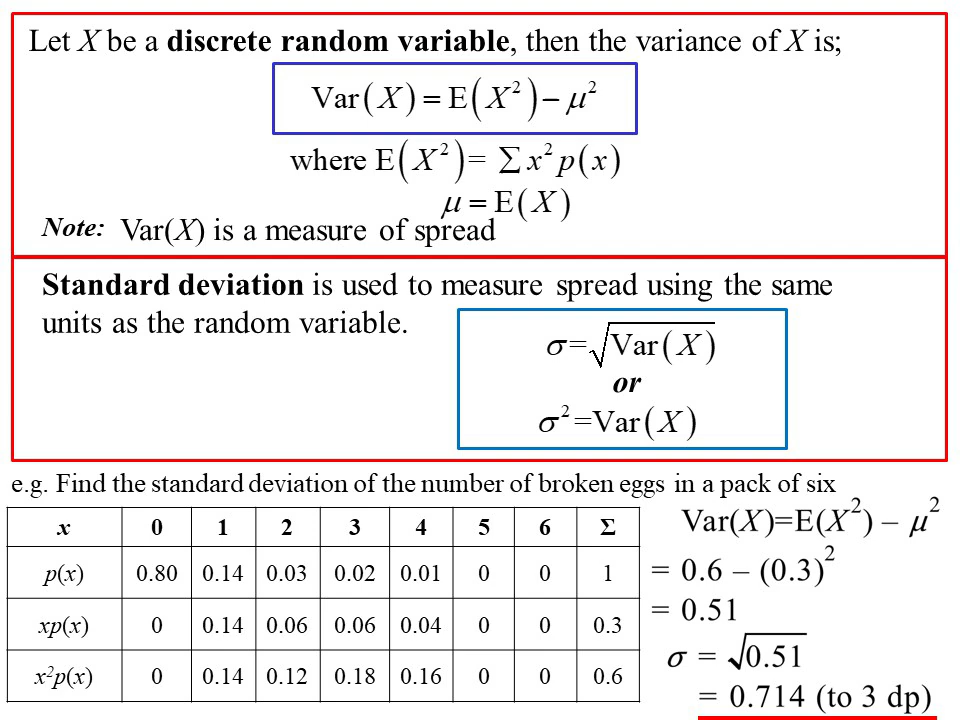 Let X be a discrete random variable, then the variance of X is;
Var(X) = E(X²) – μ²
where E(X²)= Σx²p(x)
μ = E(X)
Note: Var(X) is a measure of spread
Standard deviation is used to measure spread using the same
units as the random variable.
σ=√Var(X)
or
σ²=Var(X)
e.g. Find the standard deviation of the number of broken eggs in a pack of six
x 0 1 2 3 4 5 6 Σ
p(x) 0.80 0.14 0.03 0.02 0.01 0 0 1
xp(x) 0 0.14 0.06 0.06 0.04 0 0 0.3
x²p(x) 0 0.14 0.12 0.18 0.16 0 0 0.6
Var(X)=E(X²) – μ²
= 0.6 – (0.3)²
= 0.51
σ = √0.51
= 0.714 (to 3 dp)